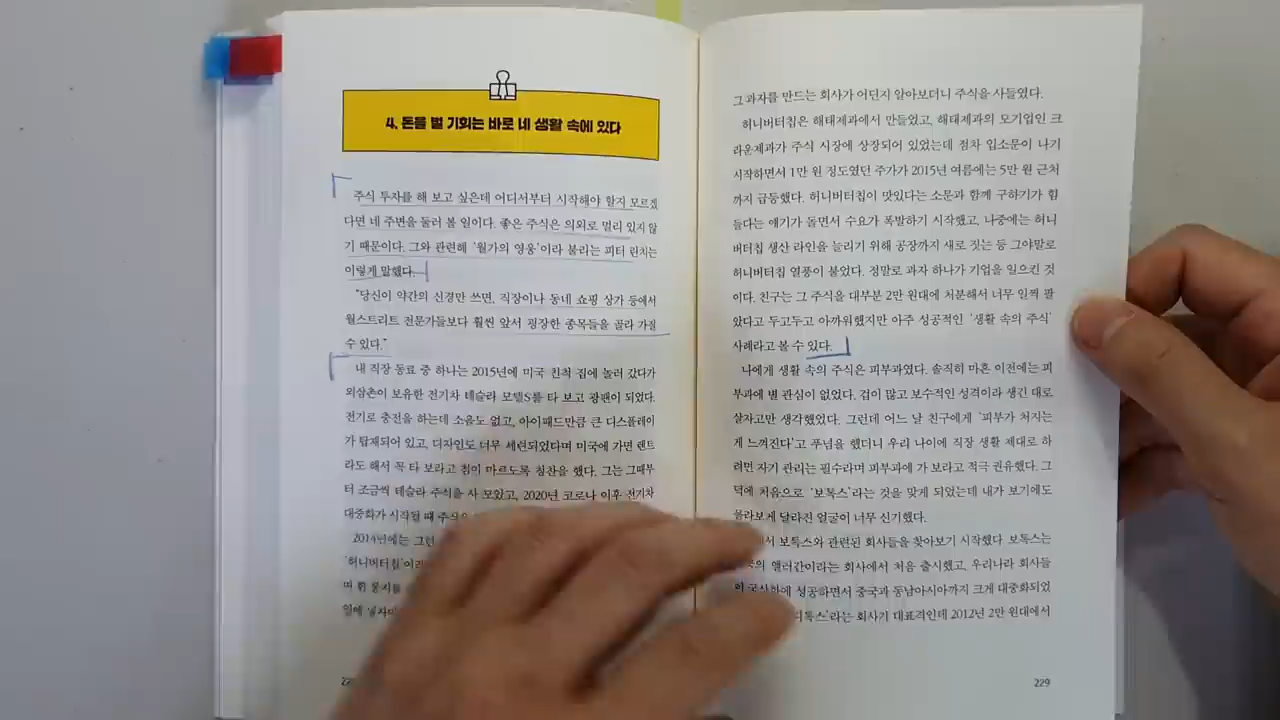 4. 돈을 벌 기회는 바로 네 생활 속에 있다
주식 투자를 해 보고 싶은데 어디서부터 시작해야 할지 모르겠
다면 네 주변을 둘러 볼 일이다. 좋은 주식은 의외로 멀리 있지 않
기 때문이다. 그와 관련해 '월가의 영웅'이라 불리는 피터 린치는
이렇게 말했다.
"당신이 약간의 신경만 쓰면, 직장이나 동네 쇼핑 상가 등에서
월스트리트 전문가들보다 훨씬 앞서 굉장한 종목들을 골라 가질
수 있다."
내 직장 동료 중 하나는 2015년에 미국 친척 집에 놀러 갔다가
외삼촌이 보유한 전기차 테슬라 모델S를 타 보고 광팬이 되었다.
전기로 충전을 하는데 소음도 없고, 아이패드만큼 큰 디스플레이
가 탑재되어 있고, 디자인도 너무 세련되었다며 미국에 가면 렌트
라도 해서 꼭 타 보라고 침이 마르도록 칭찬을 했다. 그는 그때부
터 조금씩 테슬라 주식을 사 모았고, 2020년 코로나 이후 전기차
대중화가 시작될 때 주식을
2014년에는 그런
'허니버터칩'이라
며 휜 봉지를
일에
그 과자를 만드는 회사가 어딘지 알아보더니 주식을 사들였다.
허니버터칩은 해태제과에서 만들었고, 해태제과의 모기업인 크
라운제과가 주식 시장에 상장되어 있었는데 점차 입소문이 나기
시작하면서 1만 원 정도였던 주가가 2015년 여름에는 5만 원 근처
까지 급등했다. 허니버터칩이 맛있다는 소문과 함께 구하기가 힘
들다는 얘기가 돌면서 수요가 폭발하기 시작했고, 나중에는 허니
버터칩 생산 라인을 늘리기 위해 공장까지 새로 짓는 등 그야말로
허니버터칩 열풍이 불었다. 정말로 과자 하나가 기업을 일으킨 것
이다. 친구는 그 주식을 대부분 2만 원대에 처분해서 너무 일찍 팔
았다고 두고두고 아까워했지만 아주 성공적인 '생활 속의 주식'
사례라고 볼 수 있다.
나에게 생활 속의 주식은 피부과였다. 솔직히 마흔 이전에는 피
부과에 별 관심이 없었다. 겁이 많고 보수적인 성격이라 생긴 대로
살자고만 생각했었다. 그런데 어느 날 친구에게 '피부가 처지는
게 느껴진다'고 푸념을 했더니 우리 나이에 직장 생활 제대로 하
려면 자기 관리는 필수라며 피부과에 가 보라고 적극 권유했다. 그
덕에 처음으로 '보톡스'라는 것을 맞게 되었는데 내가 보기에도
몰라보게 달라진 얼굴이 너무 신기했다.
보톡스와 관련된 회사들을 찾아보기 시작했다 보톡스는
앨러간이라는 회사에서 처음 출시했고, 우리나라 회사들
성공하면서 중국과 동남아시아까지 크게 대중화되었
회사가 대표적인데 2012년 2만 원대에서
229